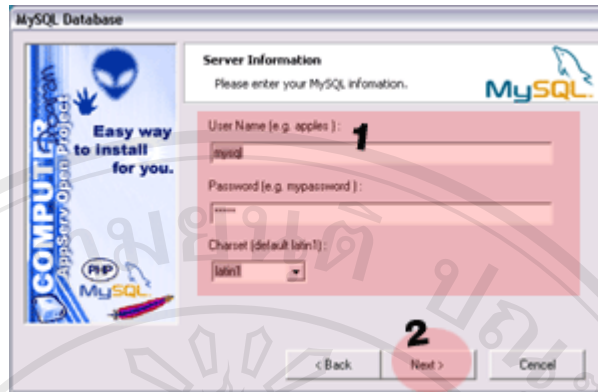 MySQL Database
Server Information
Please enter your MySQL infomation.
MySQL
COMPUTER
AppServ Open Project
Easy way
to install
for you.
PHP
MySQL
User Name (e.g. apples ) :
1
mysql
Password (e.g. mypassword ) :
*****
Charset (default latin1) :
latin1
2
< Back
Next >
Cencel